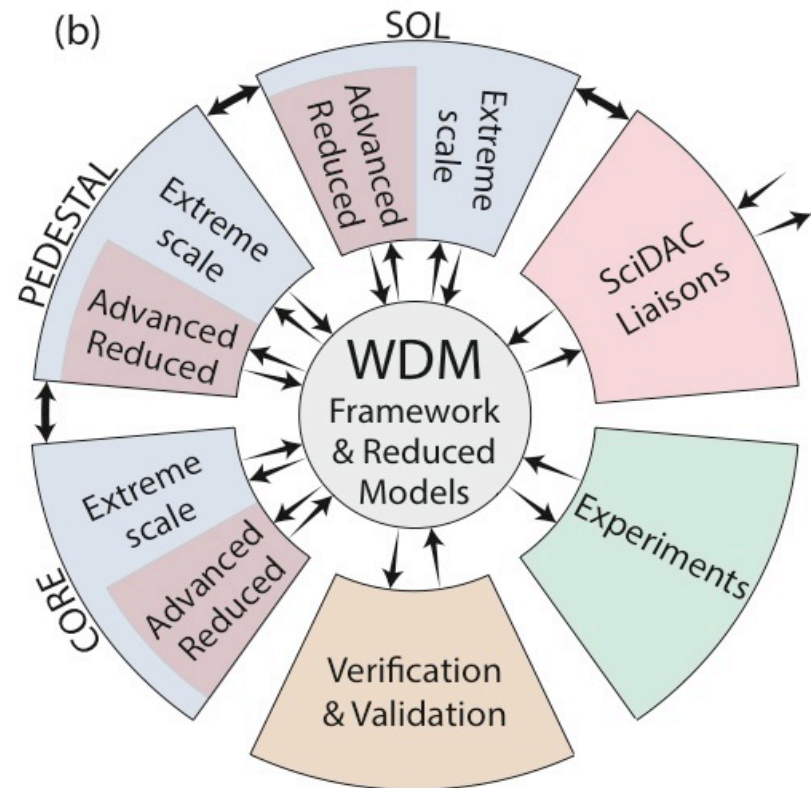 (b)
SOL
Advanced
Reduced
Extreme
scale
PEDESTAL
Extreme
scale
Advanced
Reduced
SciDAC
Liaisons
WDM
Framework
& Reduced
Models
CORE
Extreme
scale
Advanced
Reduced
Experiments
Verification
& Validation